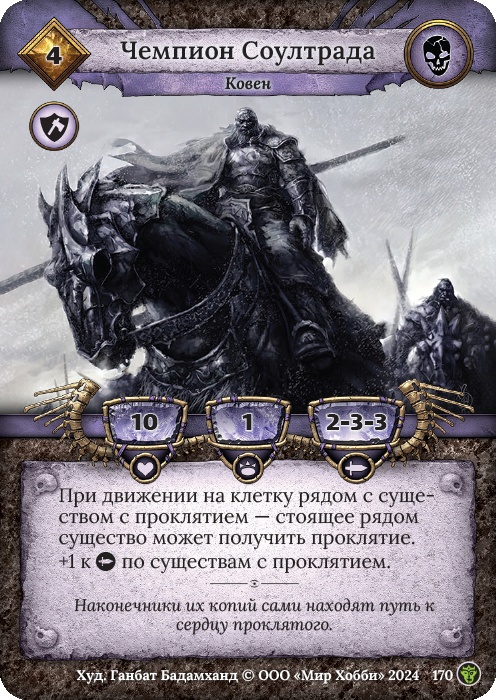 4
Чемпион Соултрада
Ковен
10
1
2-3-3
При движении на клетку рядом с суще-
ством с проклятием — стоящее рядом
существо может получить проклятие.
+1 к по существам с проклятием.
Наконечники их копий сами находят путь к
сердцу проклятого.
Худ. Ганбат Бадамханд © ООО «Мир Хобби» 2024 170